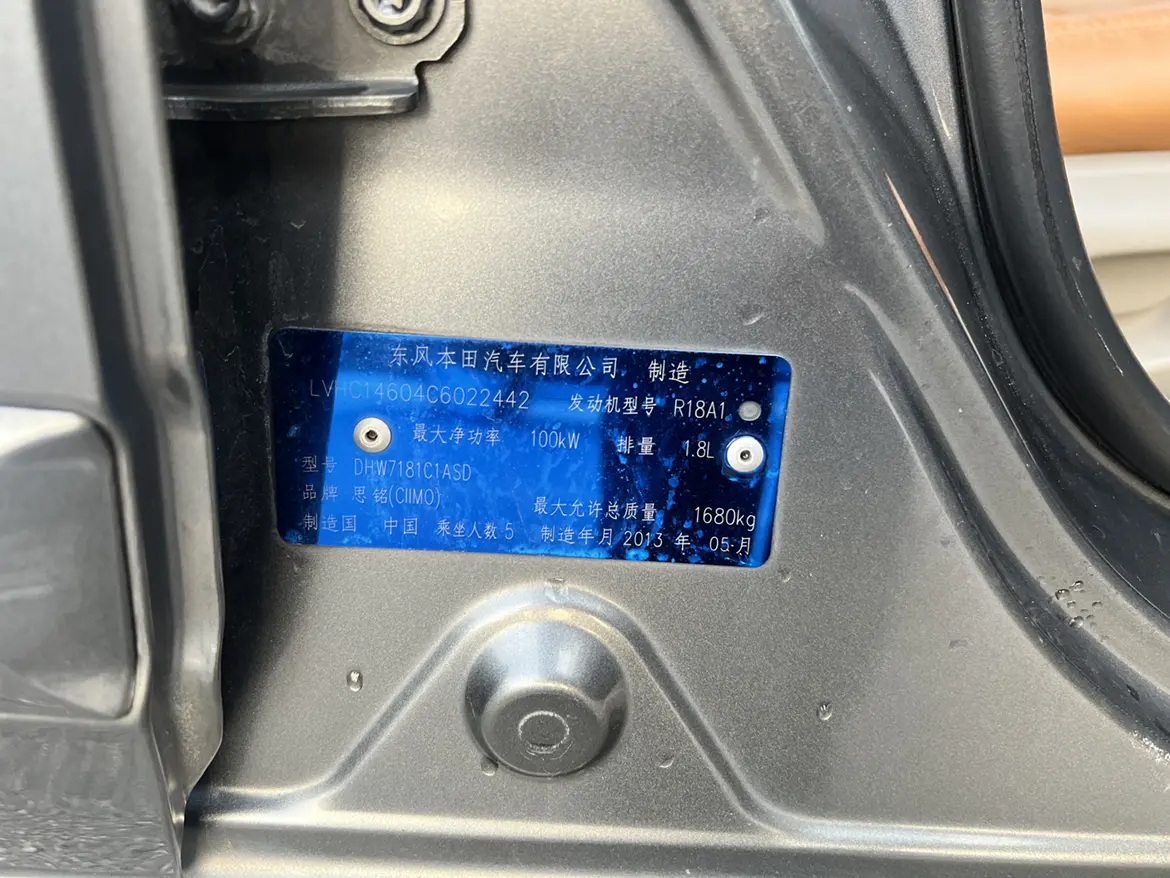 东风本田汽车有限公司 制造
LVHC14604C6022442 发动机型号 R18A1
最大净功率 100kW 排量 1.8L
型号 DHW7181C1ASD
品牌 思铭(CIIMO) 最大允许总质量 1680kg
制造国 中国 乘坐人数 5 制造年月 2013 年 05 月